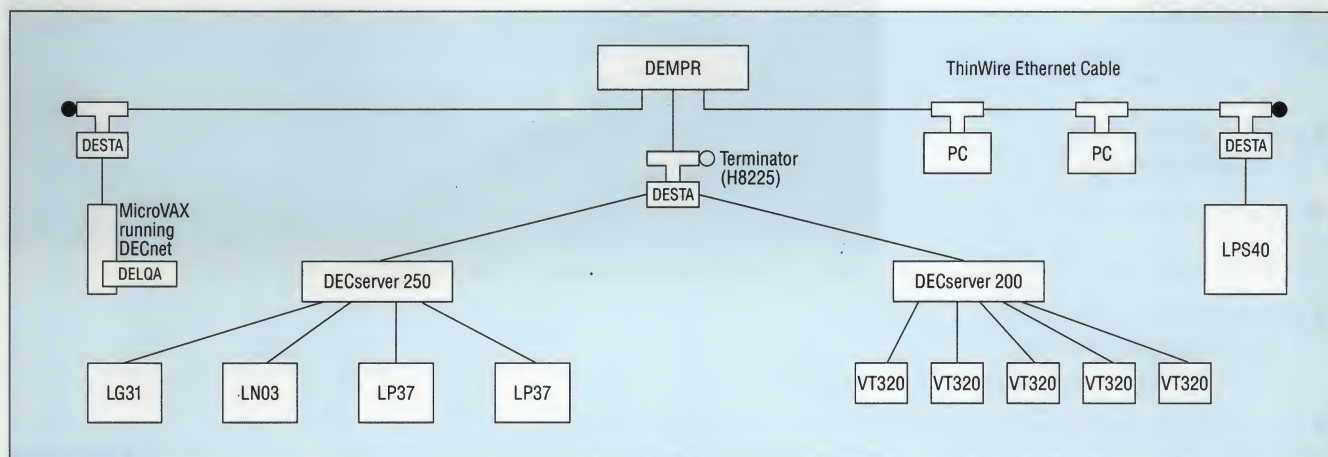 DEMPR
ThinWire Ethernet Cable
DESTA
PC
PC
DESTA
Terminator
(H8225)
DESTA
MicroVAX
running
DECnet
DELQA
LPS40
DECserver 250
DECserver 200
LG31
LN03
LP37
LP37
VT320
VT320
VT320
VT320
VT320